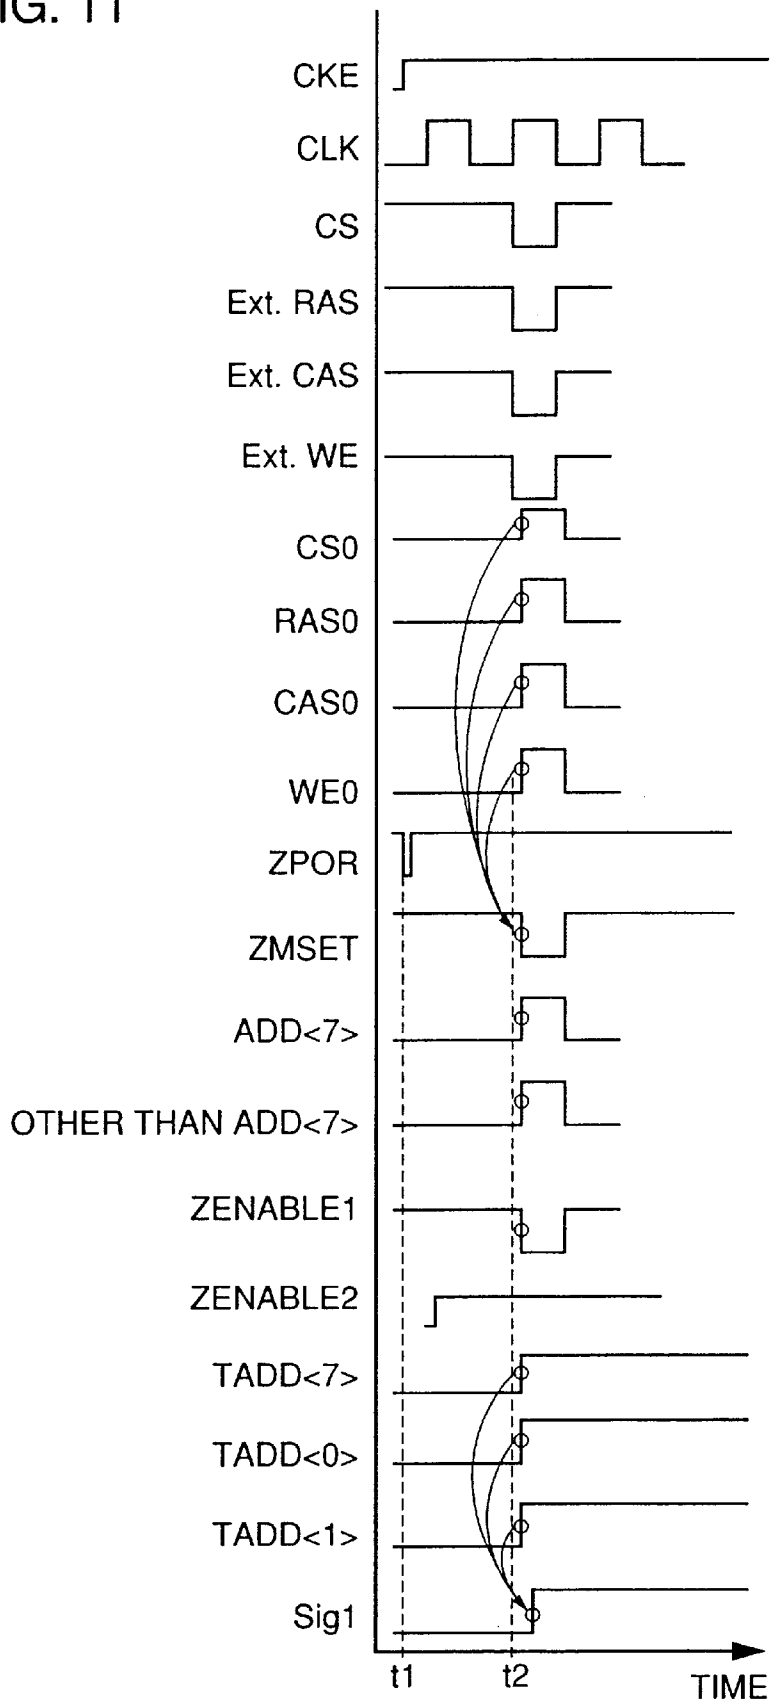 IG. 11
CKE
CLK
CS
Ext. RAS
Ext. CAS
Ext. WE
CS0
RAS0
CAS0
WE0
ZPOR
ZMSET
ADD<7>
OTHER THAN ADD<7>
ZENABLE1
ZENABLE2
TADD<7>
TADD<0>
TADD<1>
Sig1
t1 t2 TIME